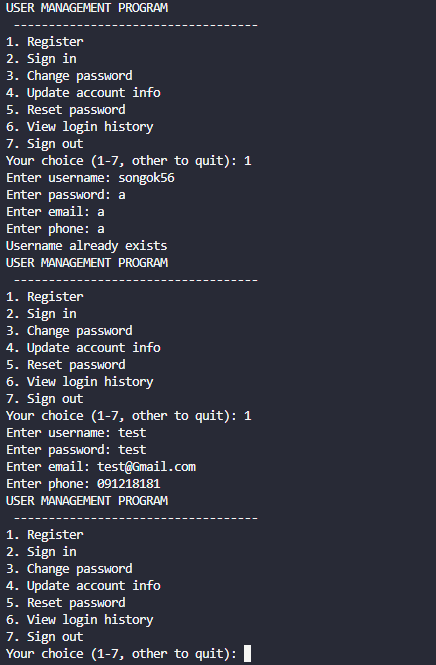 USER MANAGEMENT PROGRAM
-----------------------------------
1. Register
2. Sign in
3. Change password
4. Update account info
5. Reset password
6. View login history
7. Sign out
Your choice (1-7, other to quit): 1
Enter username: songok56
Enter password: a
Enter email: a
Enter phone: a
Username already exists
USER MANAGEMENT PROGRAM
-----------------------------------
1. Register
2. Sign in
3. Change password
4. Update account info
5. Reset password
6. View login history
7. Sign out
Your choice (1-7, other to quit): 1
Enter username: test
Enter password: test
Enter email: test@Gmail.com
Enter phone: 091218181
USER MANAGEMENT PROGRAM
-----------------------------------
1. Register
2. Sign in
3. Change password
4. Update account info
5. Reset password
6. View login history
7. Sign out
Your choice (1-7, other to quit):